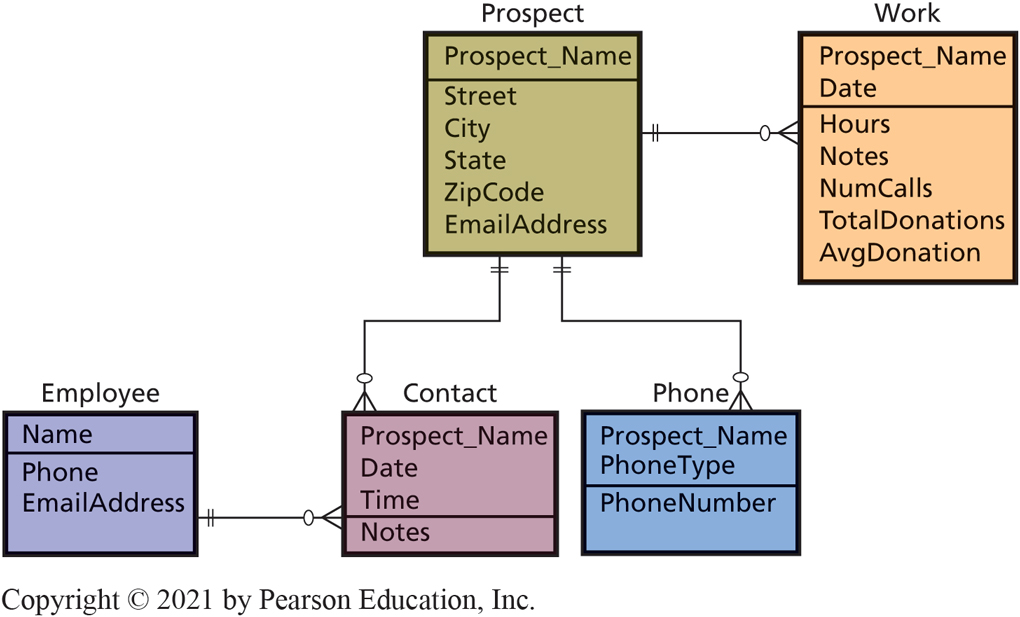 Prospect
Prospect_Name
Street
City
State
ZipCode
EmailAddress
Work
Prospect_Name
Date
Hours
Notes
NumCalls
TotalDonations
AvgDonation
Employee
Name
Phone
EmailAddress
Contact
Prospect_Name
Date
Time
Notes
Phone
Prospect_Name
PhoneType
PhoneNumber
Copyright © 2021 by Pearson Education, Inc.